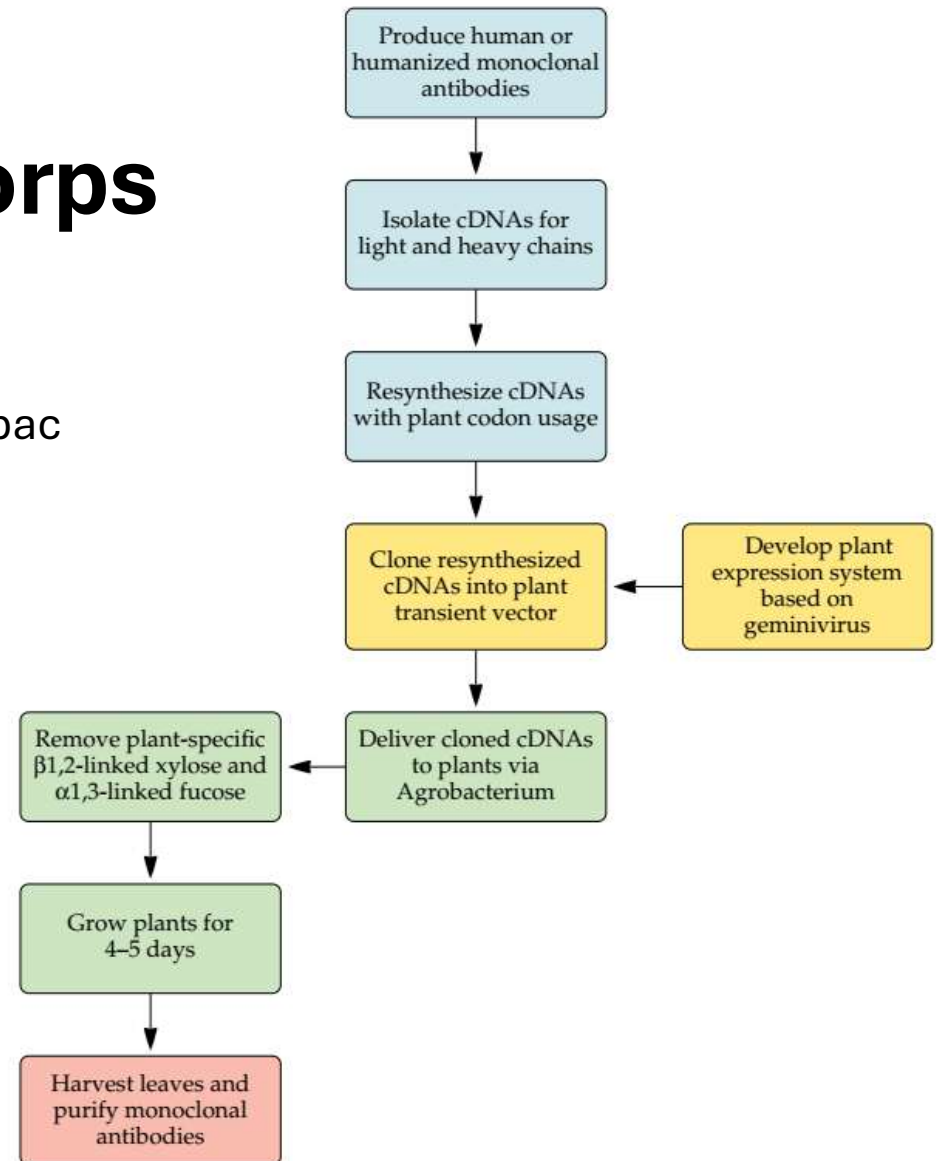 Produce human or
humanized monoclonal
antibodies
orps
Isolate cDNAs for
light and heavy chains
Resynthesize cDNAs
with plant codon usage
bac
Clone resynthesized
cDNAs into plant
transient vector
Develop plant
expression system
based on
geminivirus
Deliver cloned cDNAs
to plants via
Agrobacterium
Remove plant-specific
β1,2-linked xylose and
α1,3-linked fucose
Grow plants for
4–5 days
Harvest leaves and
purify monoclonal
antibodies